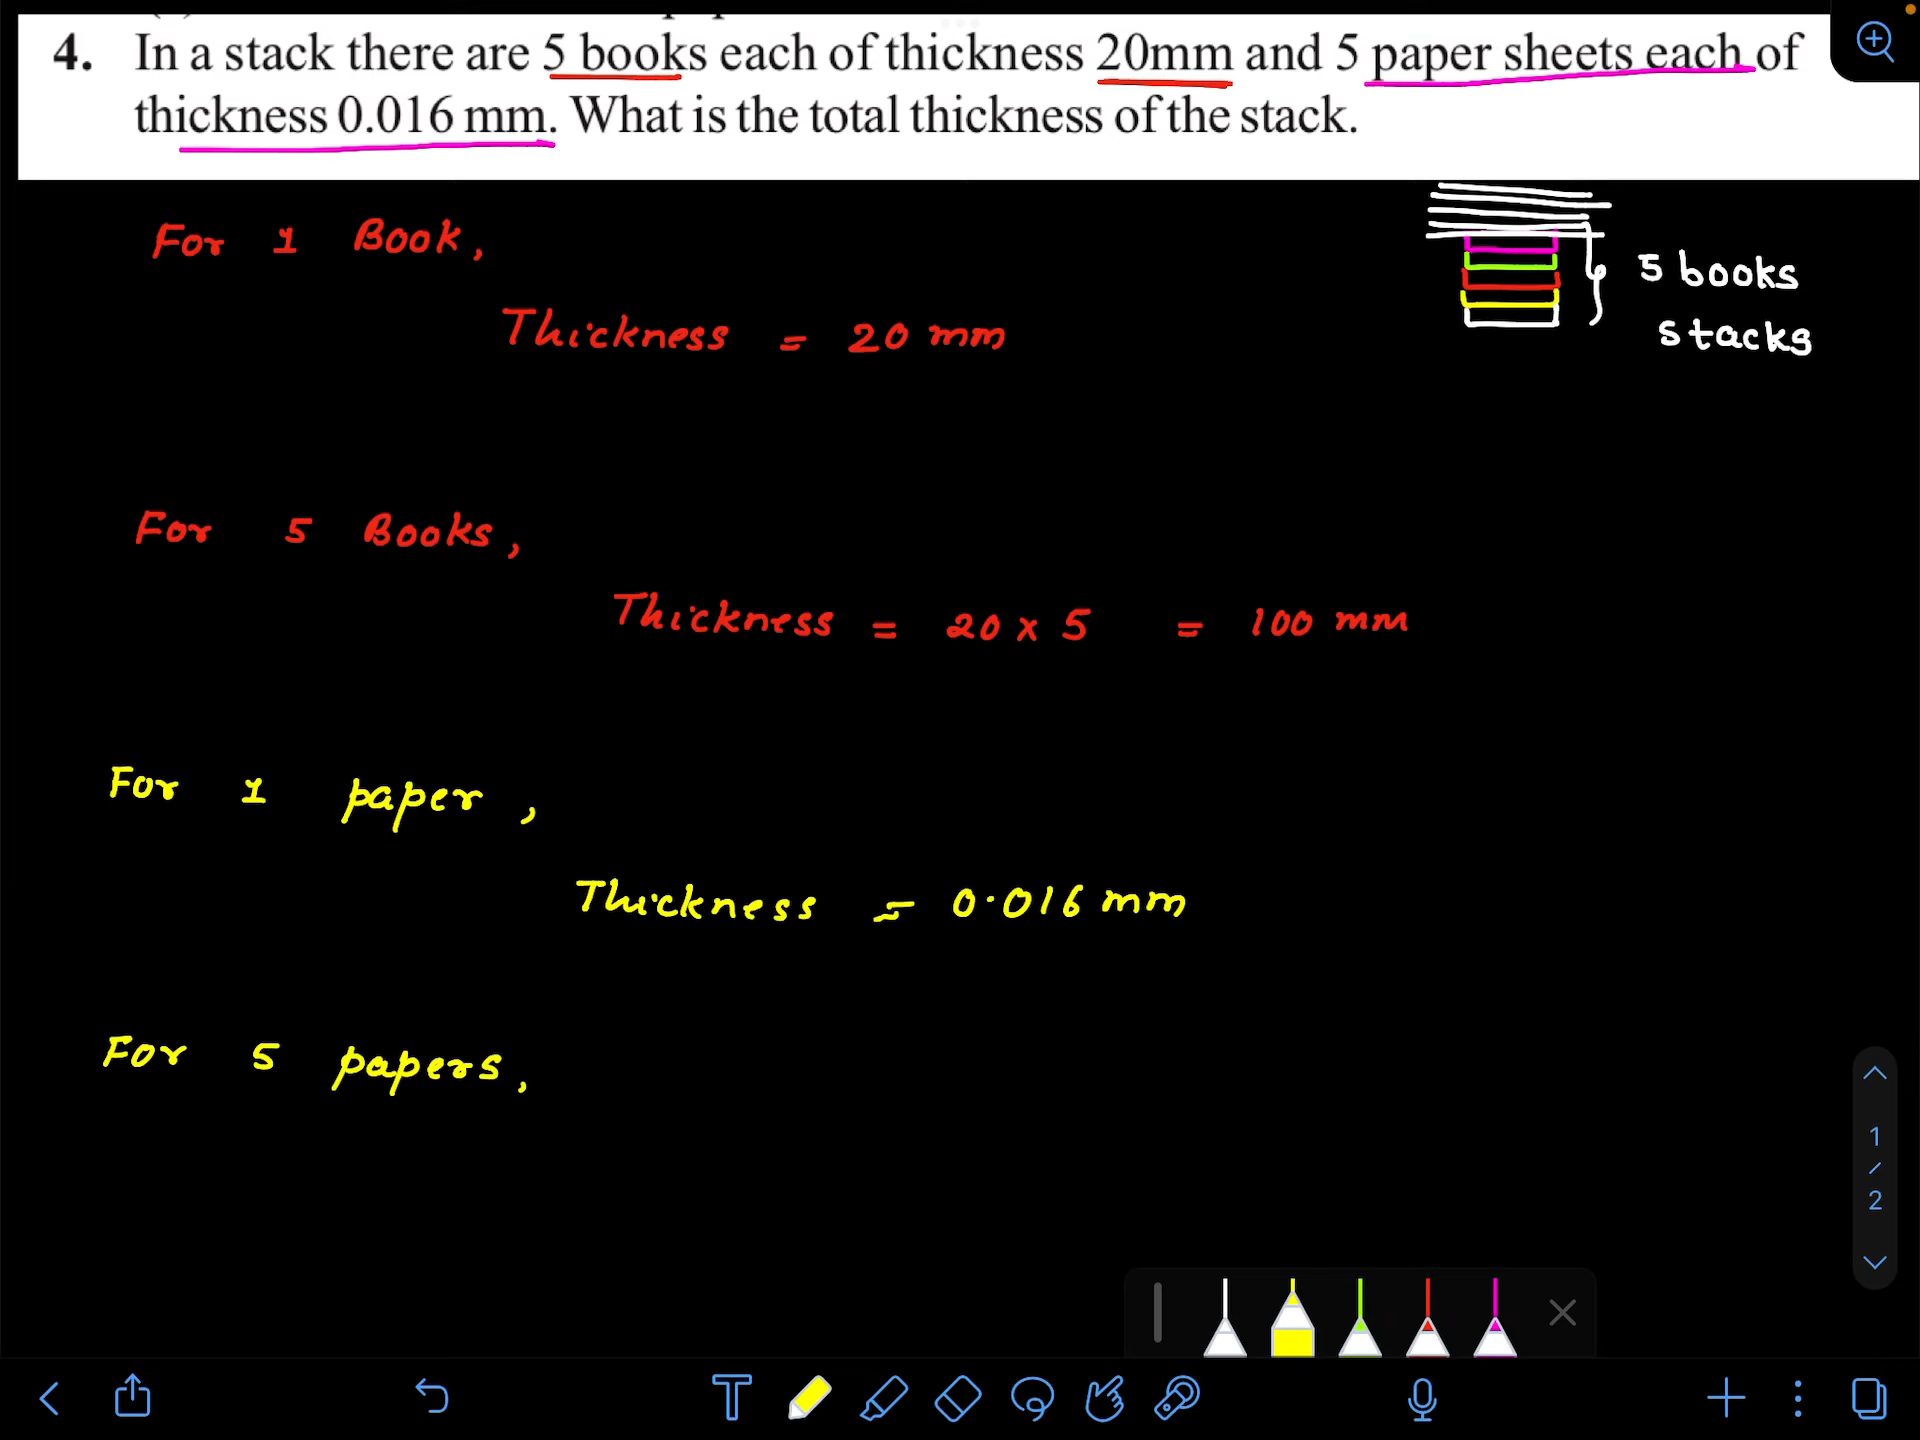 4. In a stack there are 5 books each of thickness 20mm and 5 paper sheets each of
thickness 0.016 mm. What is the total thickness of the stack.
For 1 Book,
Thickness = 20 mm
5 books
stacks
For 5 Books,
Thickness = 20 x 5 = 100 mm
For 1 paper,
Thickness = 0.016 mm
For 5 papers,
1
/
2
T